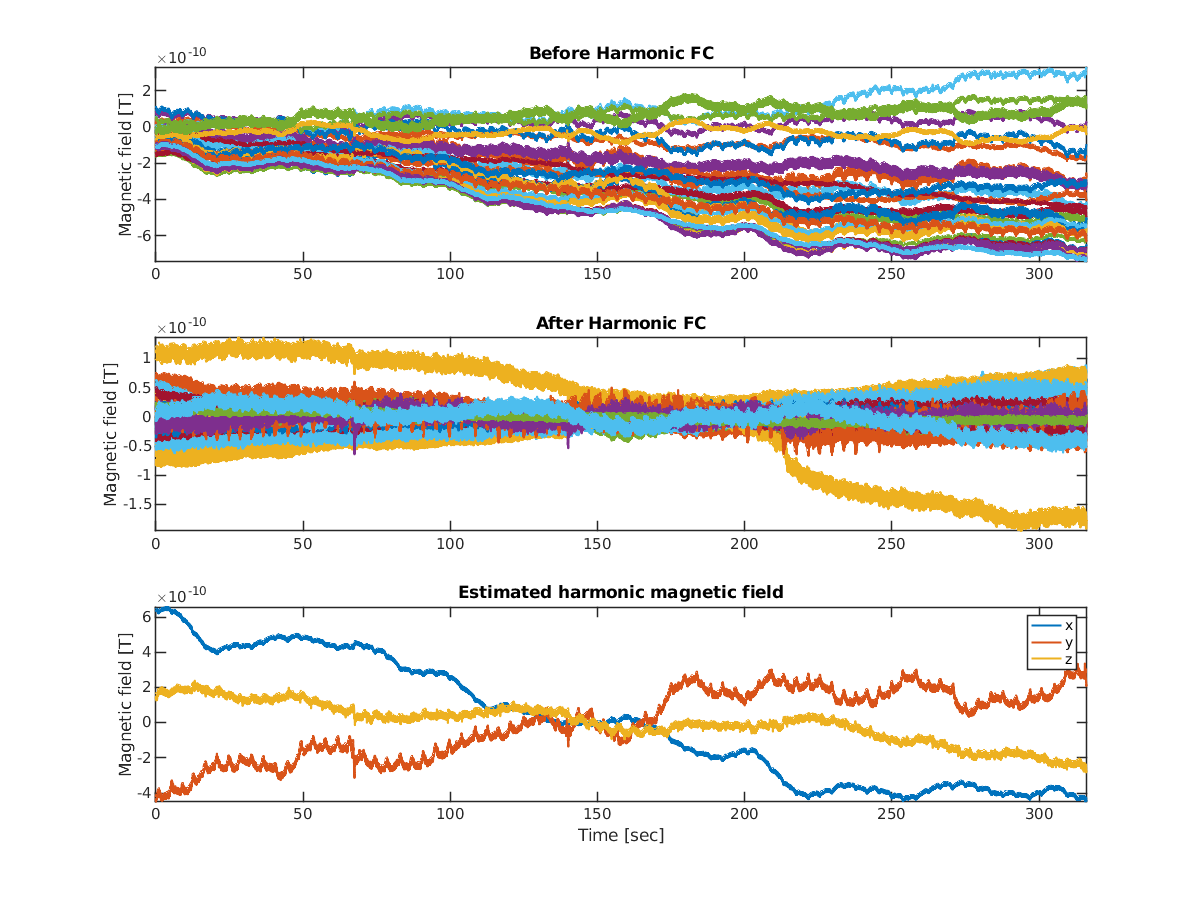 Before Harmonic FC
×10-10
Magnetic field [T]
2
0
-2
-4
-6
0 50 100 150 200 250 300
After Harmonic FC
×10-10
Magnetic field [T]
1
0.5
0
-0.5
-1
-1.5
0 50 100 150 200 250 300
Estimated harmonic magnetic field
×10-10
Magnetic field [T]
6
4
2
0
-2
-4
x
y
z
0 50 100 150 200 250 300
Time [sec]